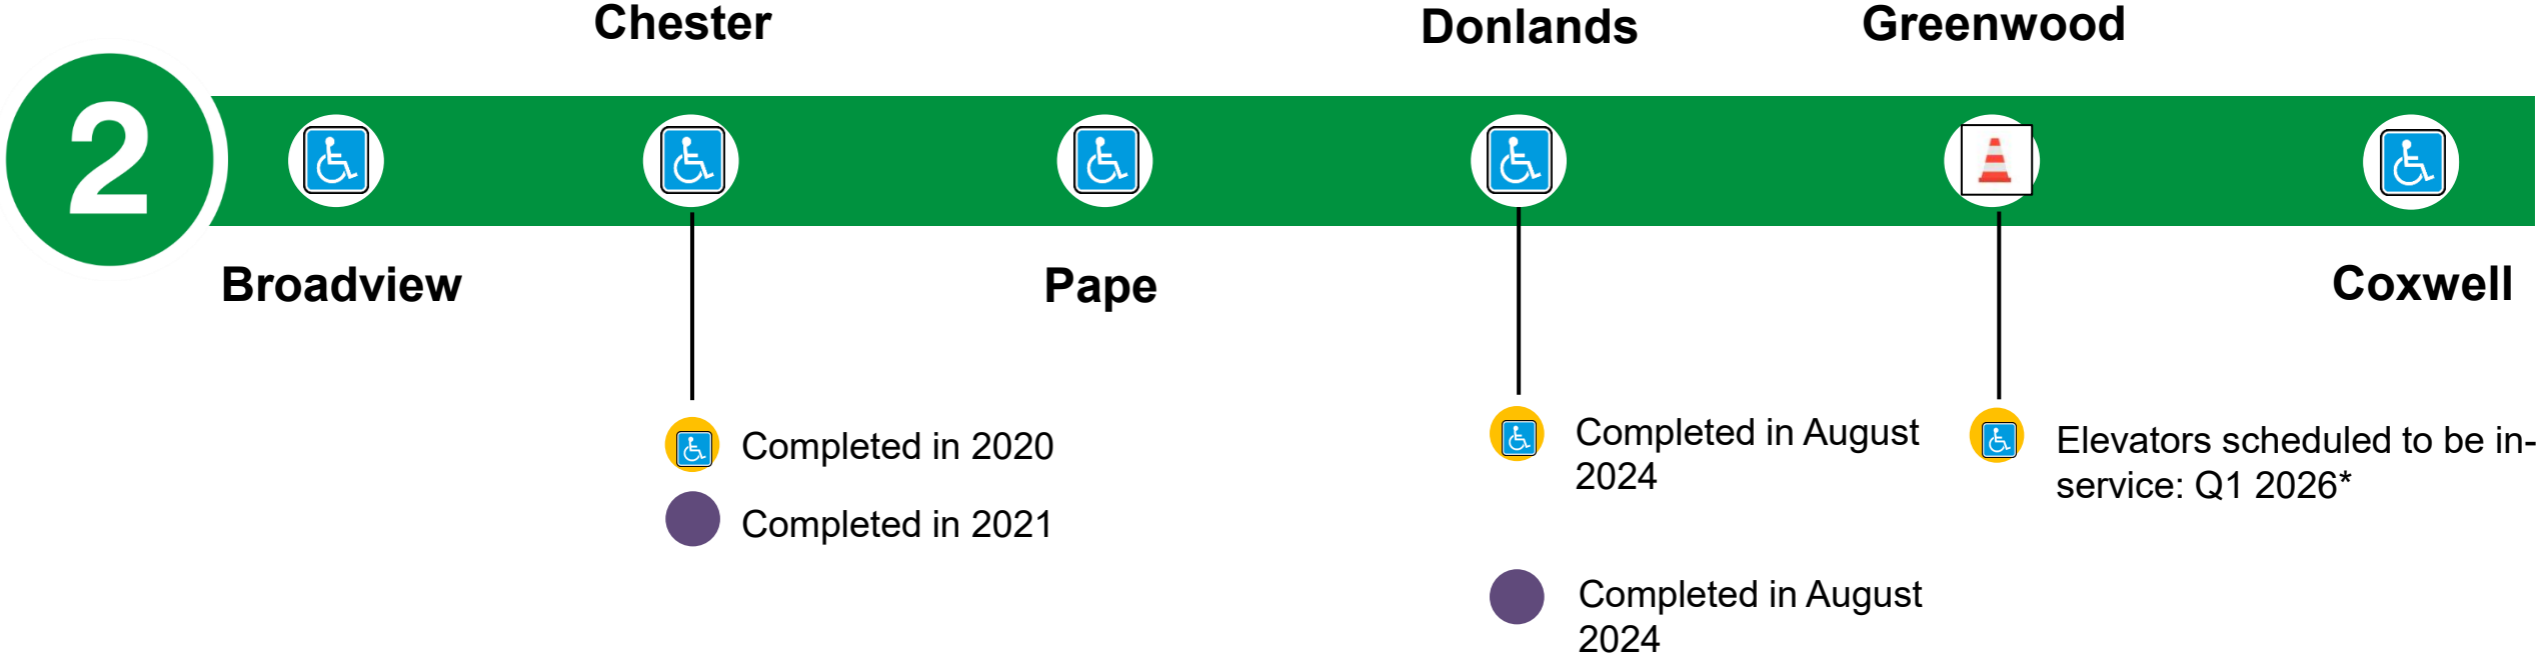 Chester
Donlands
Greenwood
2
Broadview
Pape
Coxwell
Completed in 2020
Completed in 2021
Completed in August
2024
Completed in August
2024
Elevators scheduled to be in-
service: Q1 2026*